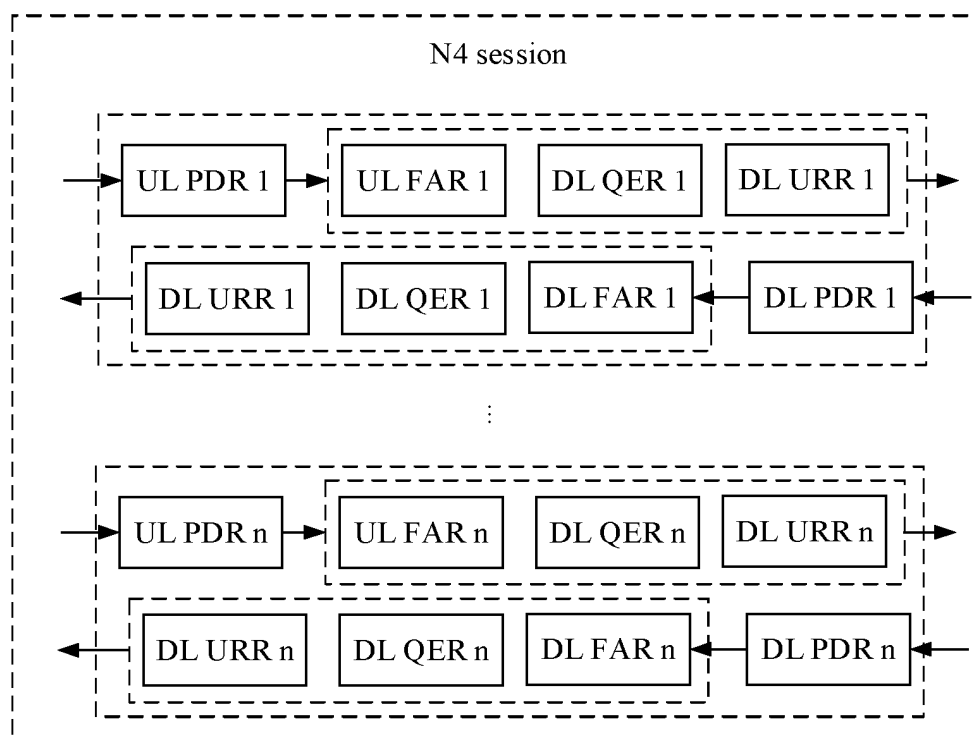 N4 session
UL PDR 1 UL FAR 1 DL QER 1 DL URR 1
DL URR 1 DL QER 1 DL FAR 1 DL PDR 1
⋮
UL PDR n UL FAR n DL QER n DL URR n
DL URR n DL QER n DL FAR n DL PDR n